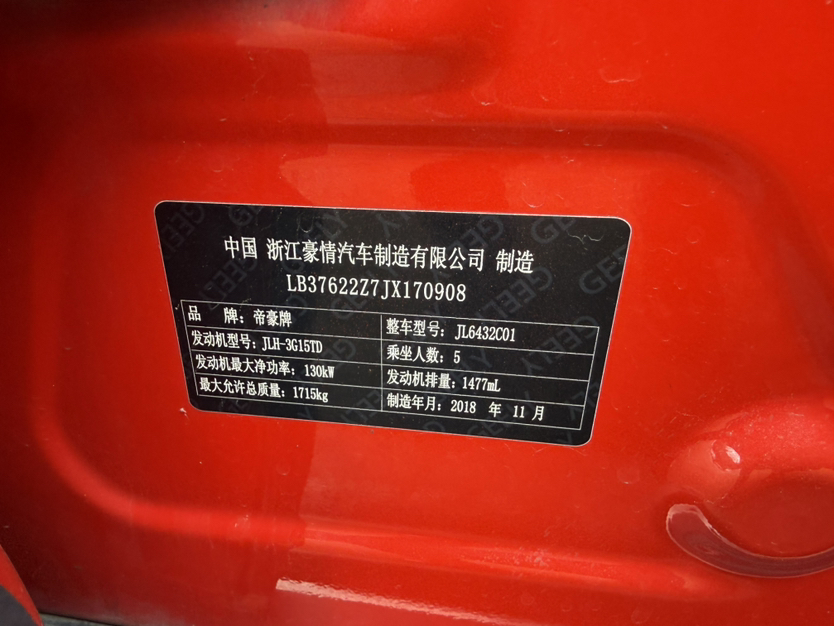 中国 浙江豪情汽车制造有限公司 制造
LB37622Z7JX170908
品 牌：帝豪牌
整车型号：JL6432C01
发动机型号：JLH-3G15TD
乘坐人数：5
发动机最大净功率：130kW
发动机排量：1477mL
最大允许总质量：1715kg
制造年月：2018 年 11 月
GEELY